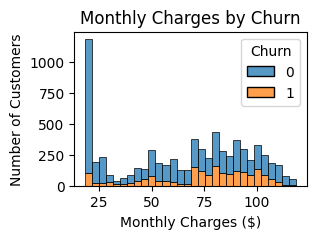 Monthly Charges by Churn
Number of Customers
1000
750
500
250
0
Churn
0
1
25
50
75
100
Monthly Charges ($)